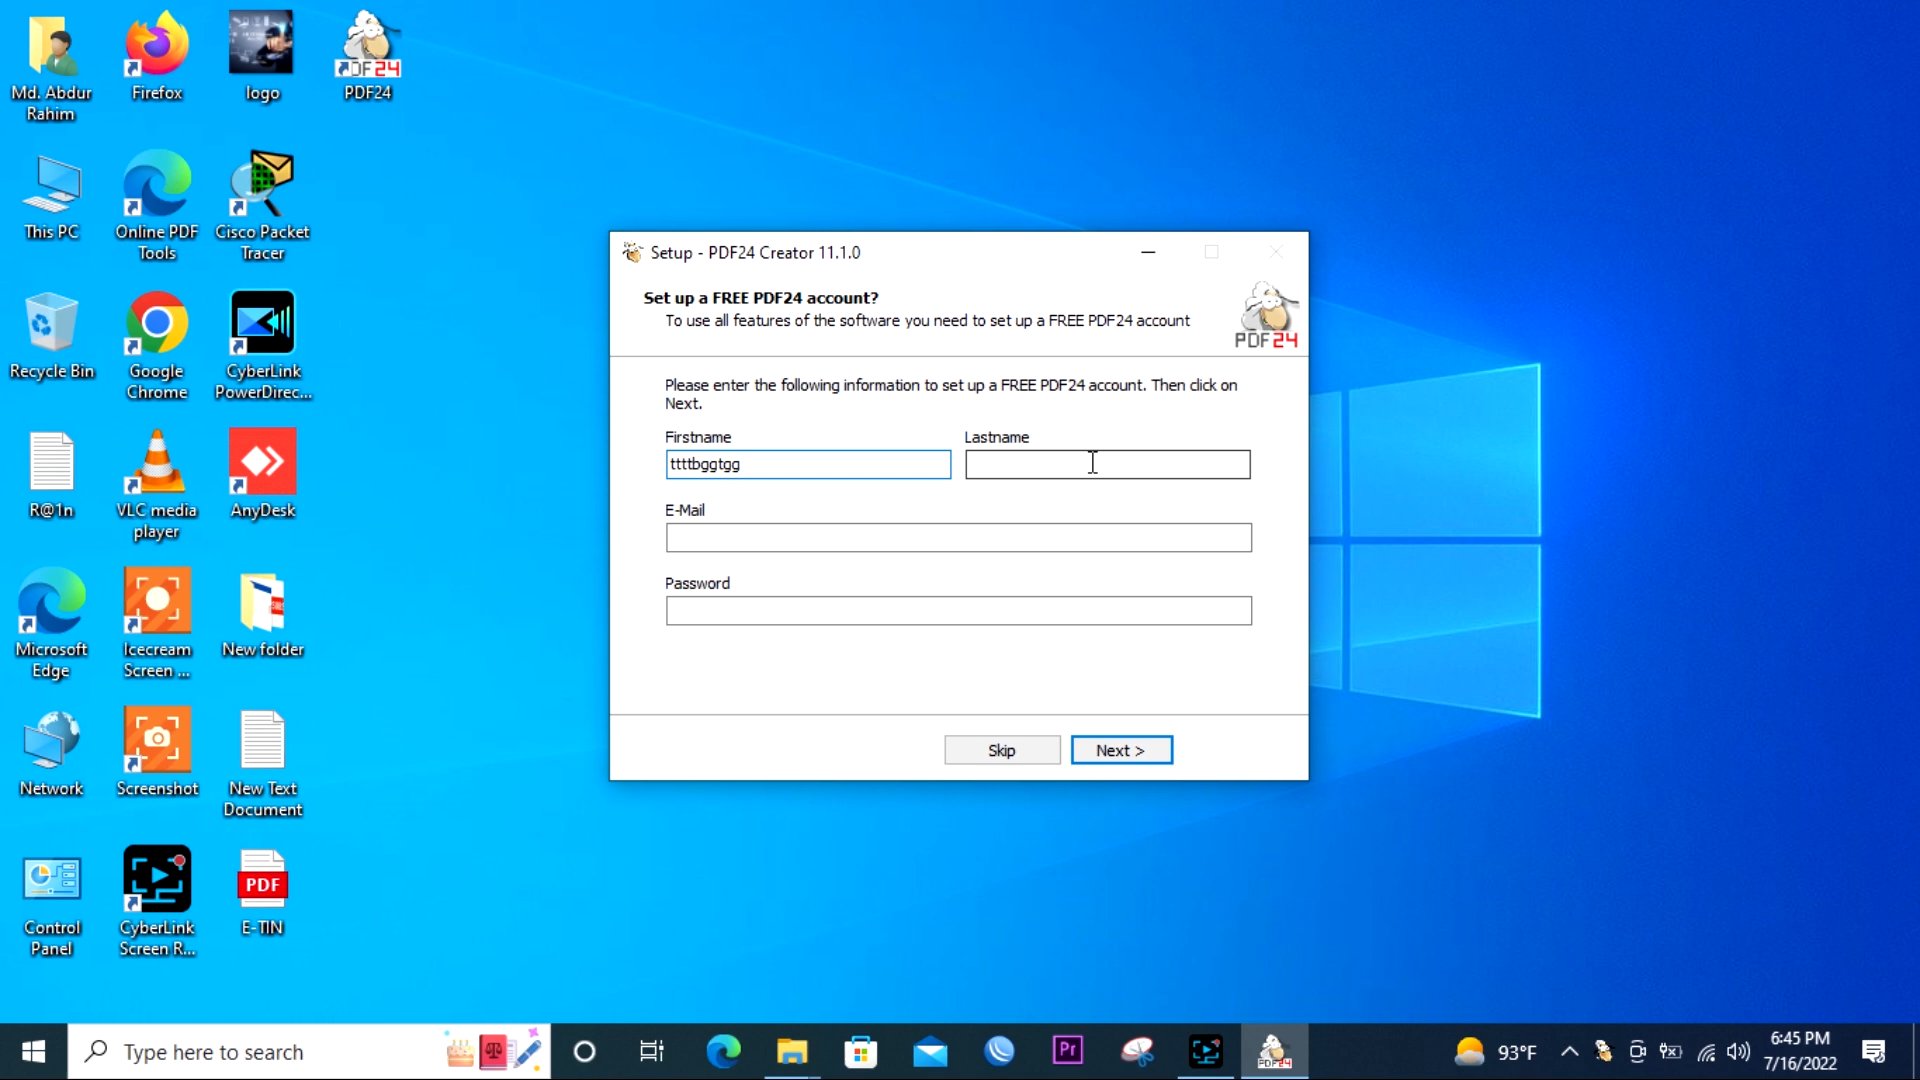 Md. Abdur
Rahim
Firefox
logo
PDF24
This PC
Online PDF
Tools
Cisco Packet
Tracer
Recycle Bin
Google
Chrome
CyberLink
PowerDirec...
R@1n
VLC media
player
AnyDesk
Microsoft
Edge
Icecream
Screen ...
New folder
Network
Screenshot
New Text
Document
Control
Panel
CyberLink
Screen R...
PDF
E-TIN
Setup - PDF24 Creator 11.1.0
Set up a FREE PDF24 account?
To use all features of the software you need to set up a FREE PDF24 account
PDF24
Please enter the following information to set up a FREE PDF24 account. Then click on
Next.
Firstname
Lastname
ttttbggtgg
E-Mail
Password
Skip
Next >
Type here to search
Pr
PDF24
93°F
6:45 PM
7/16/2022